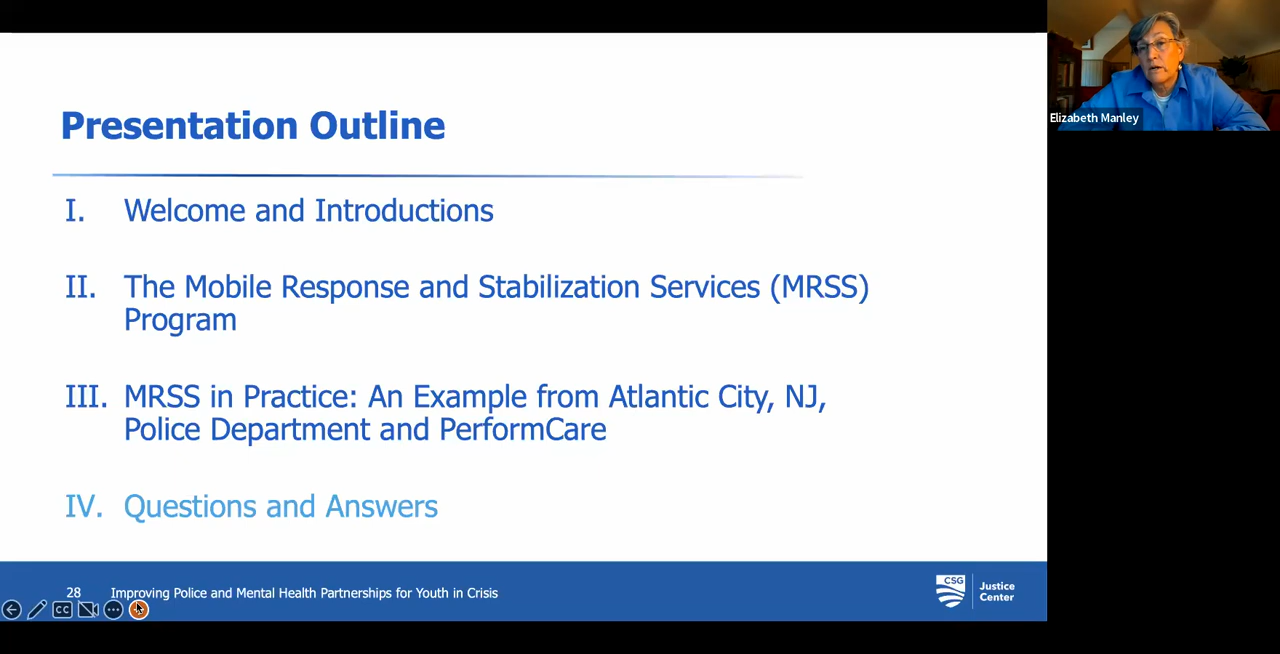 Presentation Outline
I. Welcome and Introductions
II. The Mobile Response and Stabilization Services (MRSS)
Program
III. MRSS in Practice: An Example from Atlantic City, NJ,
Police Department and PerformCare
IV. Questions and Answers
28 Improving Police and Mental Health Partnerships for Youth in Crisis
CC
CSG
Justice
Center
Elizabeth Manley